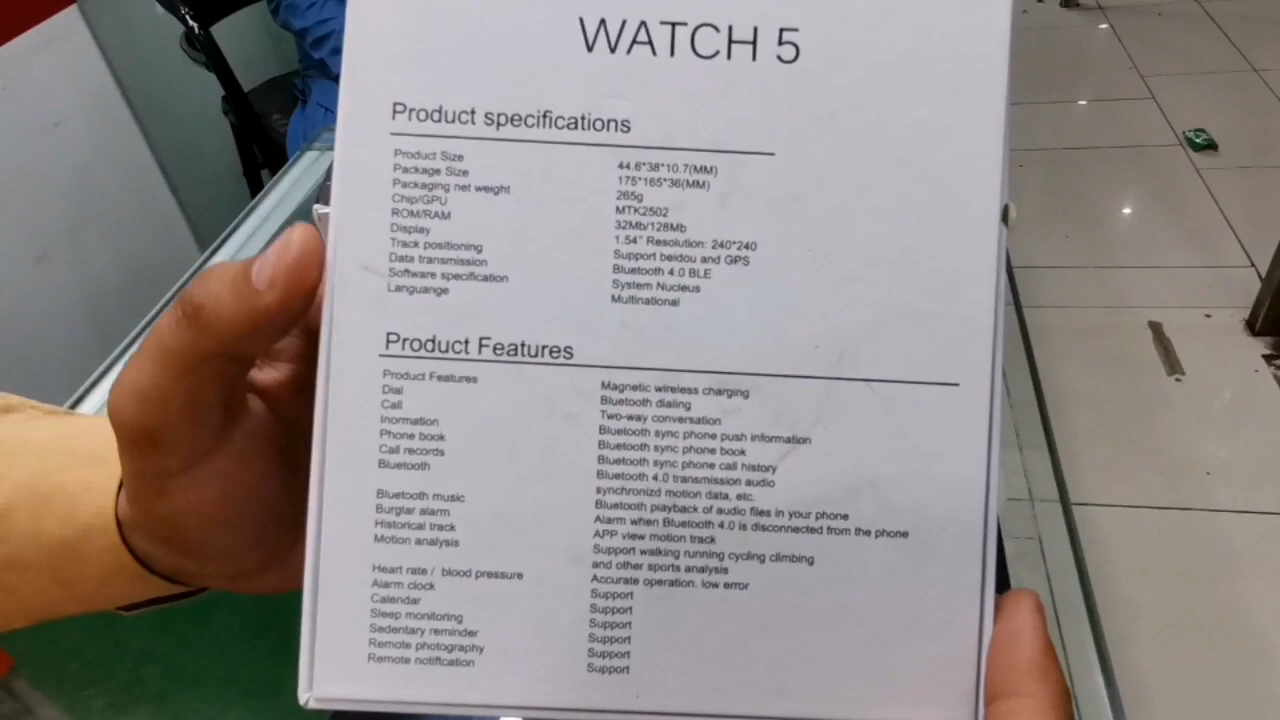 WATCH 5
Product specifications
Product Size 44.6*38*10.7(MM)
Package Size 175*165*36(MM)
Packaging net weight 265g
Chip/GPU MTK2502
ROM/RAM 32Mb/128Mb
Display 1.54" Resolution: 240*240
Track positioning Support beidou and GPS
Data transmission Bluetooth 4.0 BLE
Software specification System Nucleus
Languange Multinational
Product Features
Product Features Magnetic wireless charging
Dial Bluetooth dialing
Call Two-way conversation
Inormation Bluetooth sync phone push information
Phone book Bluetooth sync phone book
Call records Bluetooth sync phone call history
Bluetooth Bluetooth 4.0 transmission audio
synchronizd motion data, etc.
Bluetooth music Bluetooth playback of audio files in your phone
Burglar alarm Alarm when Bluetooth 4.0 is disconnected from the phone
Historical track APP view motion track
Motion analysis Support walking running cycling climbing
and other sports analysis
Heart rate / blood pressure Accurate operation. low error
Alarm clock Support
Calendar Support
Sleep monitoring Support
Sedentary reminder Support
Remote photography Support
Remote notification Support